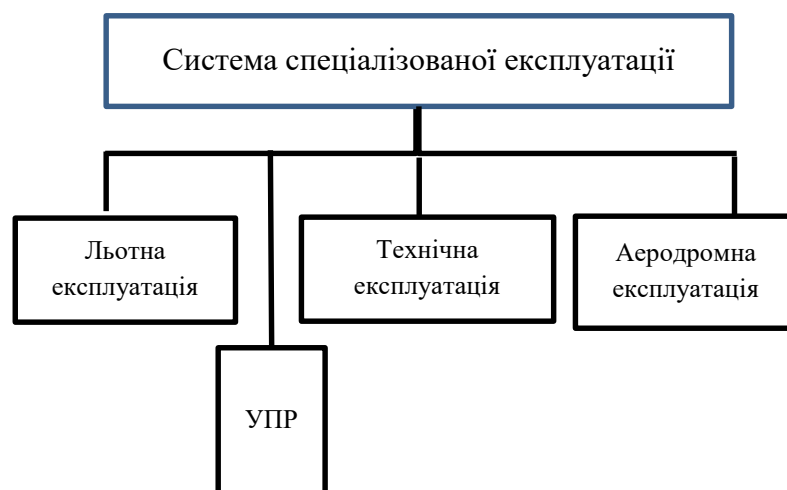 Система спеціалізованої експлуатації
Льотна
експлуатація
Технічна
експлуатація
Аеродромна
експлуатація
УПР